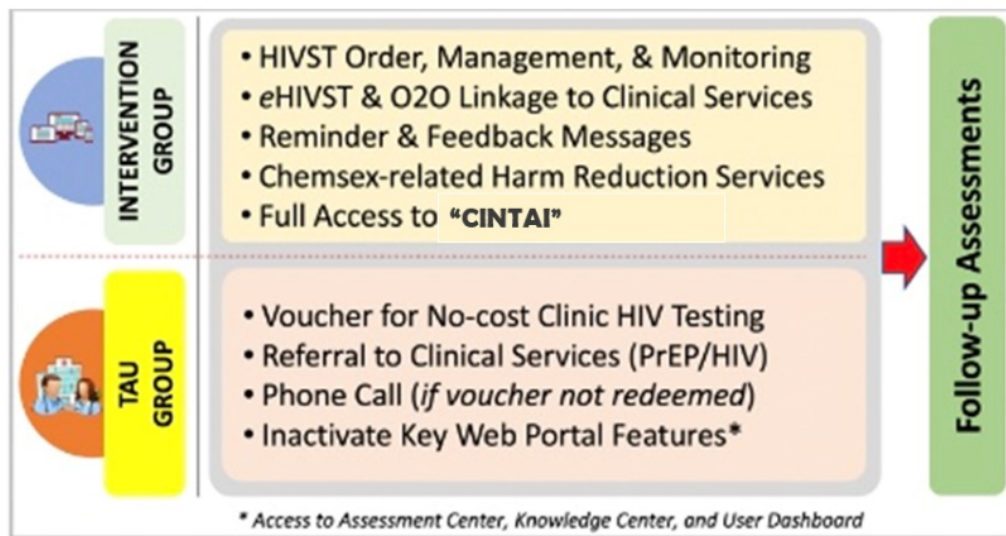 INTERVENTION
GROUP
• HIVST Order, Management, & Monitoring
• eHIVST & O2O Linkage to Clinical Services
• Reminder & Feedback Messages
• Chemsex-related Harm Reduction Services
• Full Access to “CINTAI”
TAU
GROUP
• Voucher for No-cost Clinic HIV Testing
• Referral to Clinical Services (PrEP/HIV)
• Phone Call (if voucher not redeemed)
• Inactivate Key Web Portal Features*
Follow-up Assessments
* Access to Assessment Center, Knowledge Center, and User Dashboard